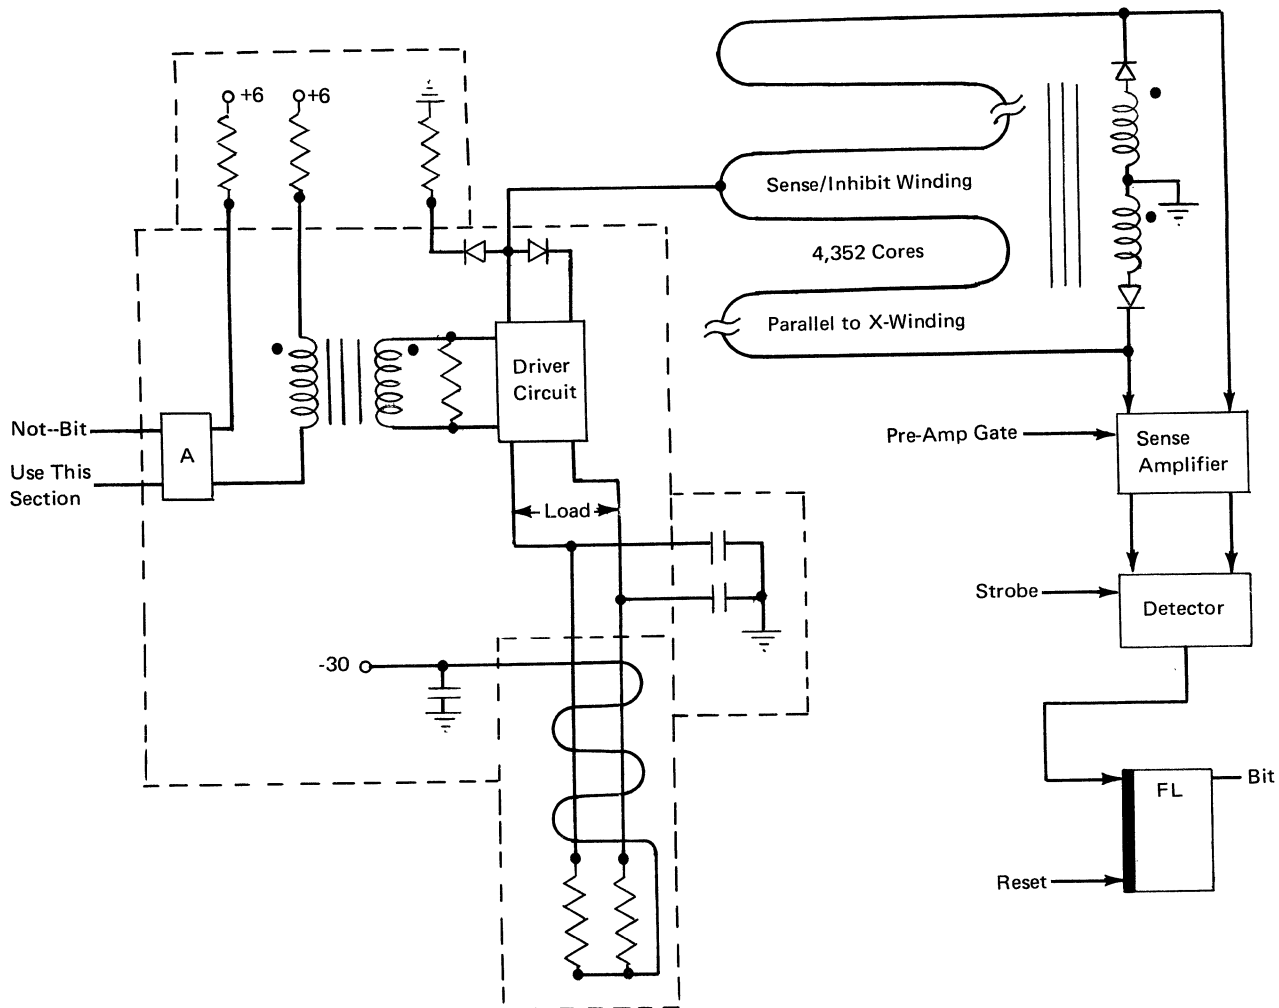 +6
+6
Sense/Inhibit Winding
4,352 Cores
Parallel to X-Winding
Driver
Circuit
Not--Bit
A
Use This
Section
Load
-30
Pre-Amp Gate
Sense
Amplifier
Strobe
Detector
FL
Bit
Reset